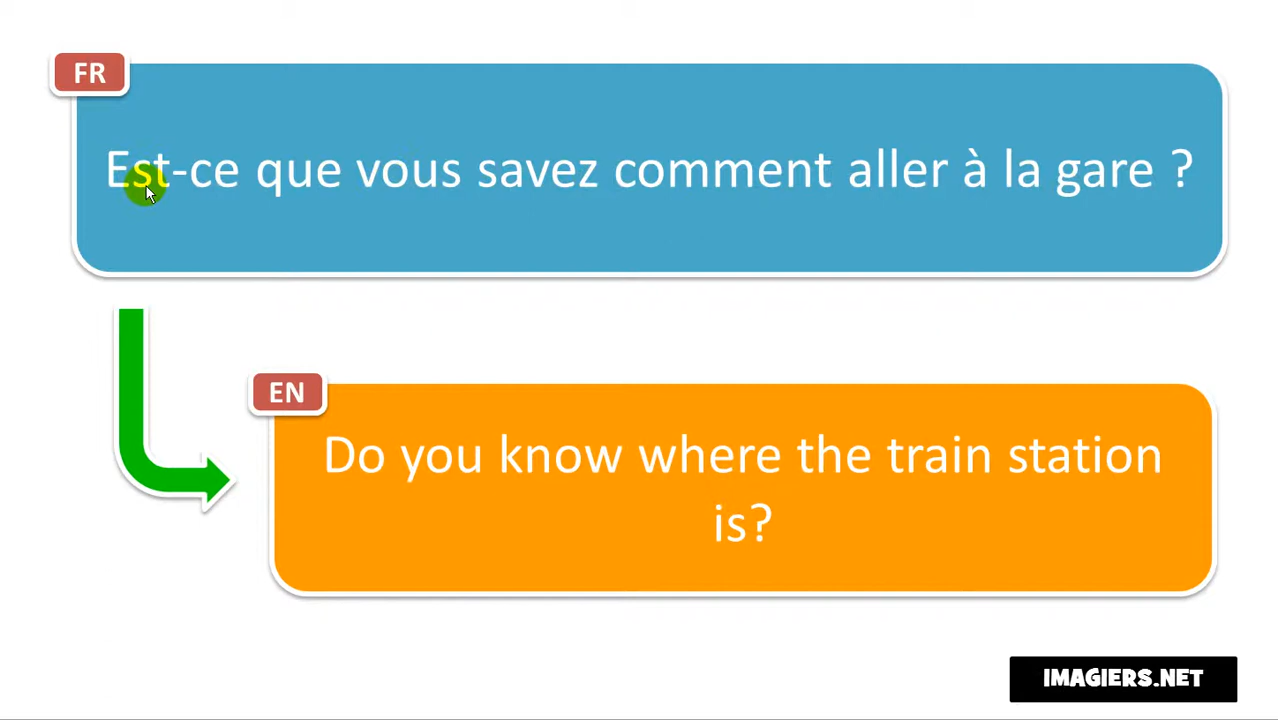 FR
Est-ce que vous savez comment aller à la gare ?
EN
Do you know where the train station
is?
IMAGIERS.NET